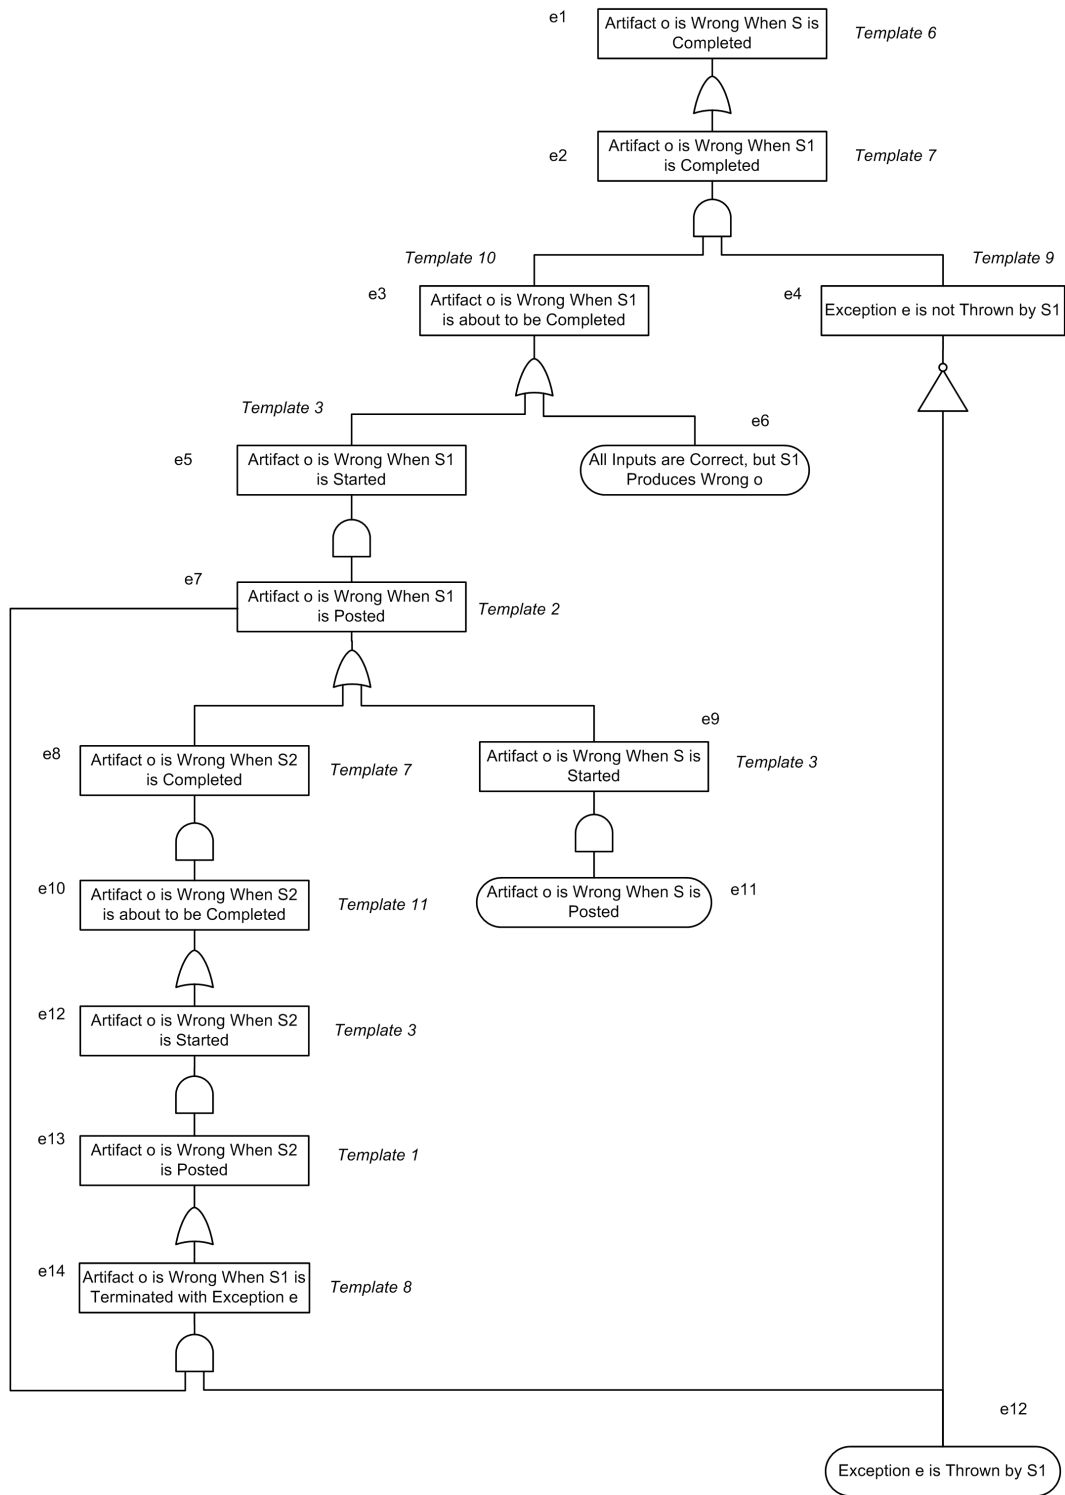 e1
Artifact o is Wrong When S is
Completed
Template 6
e2
Artifact o is Wrong When S1
is Completed
Template 7
Template 10
Template 9
e3
Artifact o is Wrong When S1
is about to be Completed
e4
Exception e is not Thrown by S1
Template 3
e6
e5
Artifact o is Wrong When S1
is Started
All Inputs are Correct, but S1
Produces Wrong o
e7
Artifact o is Wrong When S1
is Posted
Template 2
e9
e8
Artifact o is Wrong When S2
is Completed
Template 7
Artifact o is Wrong When S is
Started
Template 3
e10
Artifact o is Wrong When S2
is about to be Completed
Template 11
Artifact o is Wrong When S is
Posted
e11
e12
Artifact o is Wrong When S2
is Started
Template 3
e13
Artifact o is Wrong When S2
is Posted
Template 1
e14
Artifact o is Wrong When S1 is
Terminated with Exception e
Template 8
e12
Exception e is Thrown by S1